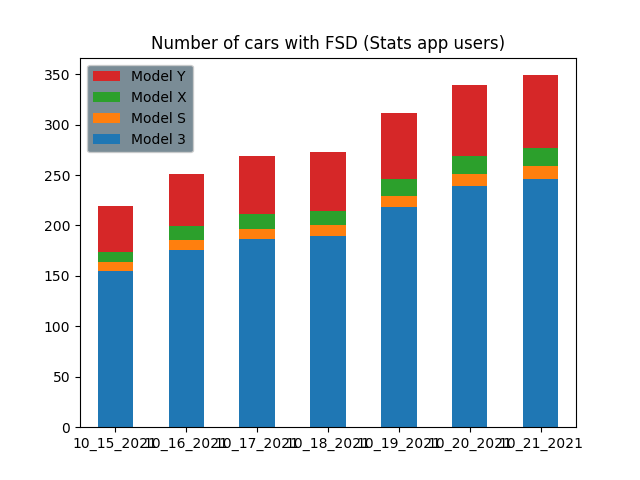 Number of cars with FSD (Stats app users)
350
300
250
200
150
100
50
0
Model Y
Model X
Model S
Model 3
10_15_2021 10_16_2021 10_17_2021 10_18_2021 10_19_2021 10_20_2021 10_21_2021